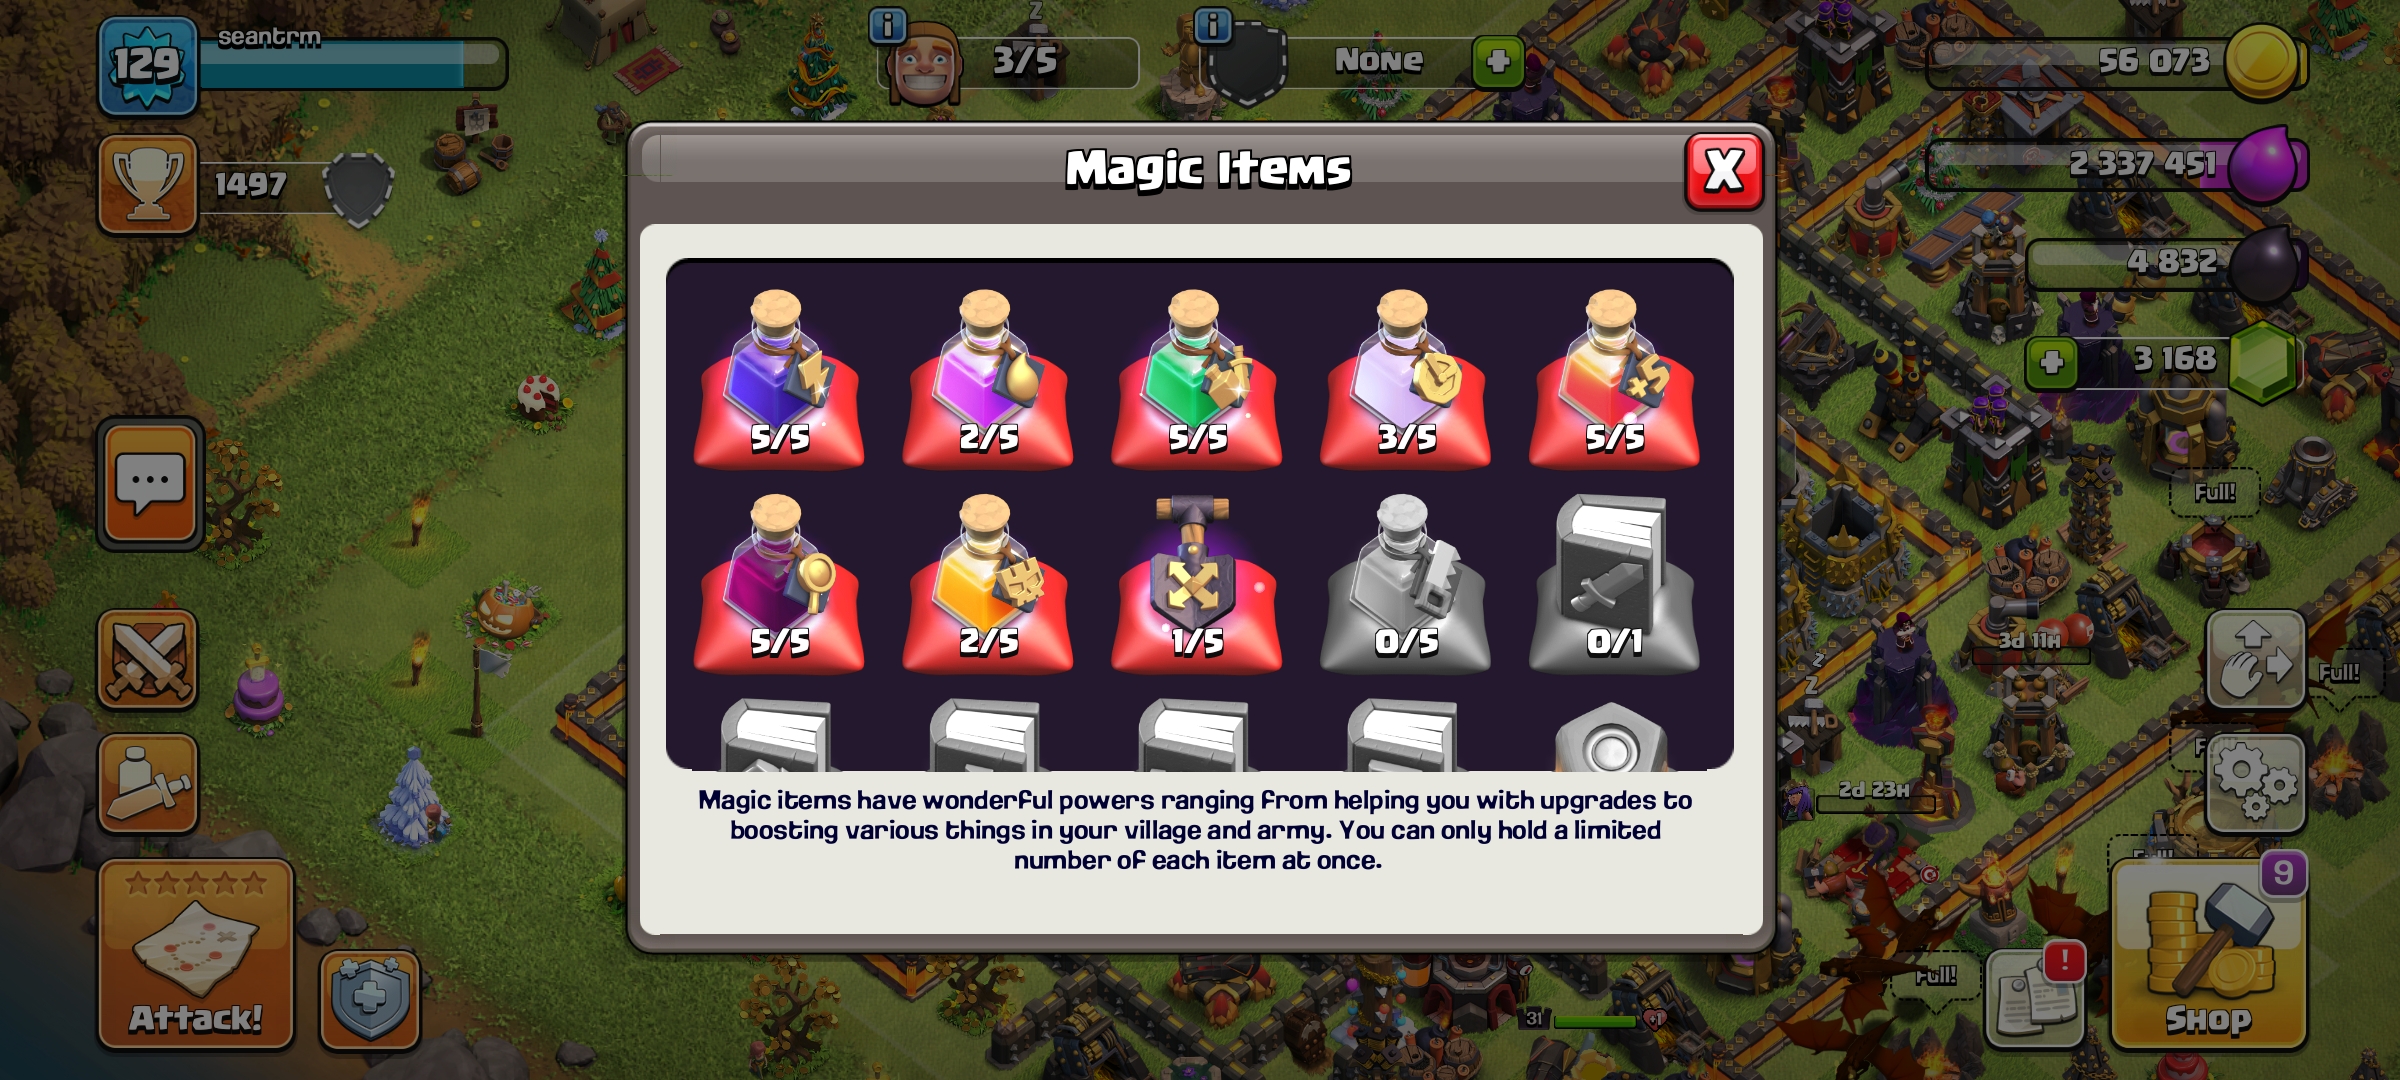 129
seantrm
3/5
None
56 073
1497
Magic Items
X
2 337 451
4 832
3 168
5/5
2/5
5/5
3/5
x5
5/5
5/5
2/5
1/5
0/5
0/1
Full!
3d 11h
Full!
2d 23h
Magic items have wonderful powers ranging from helping you with upgrades to
boosting various things in your village and army. You can only hold a limited
number of each item at once.
9
Full!
!
31
+1
Attack!
Shop